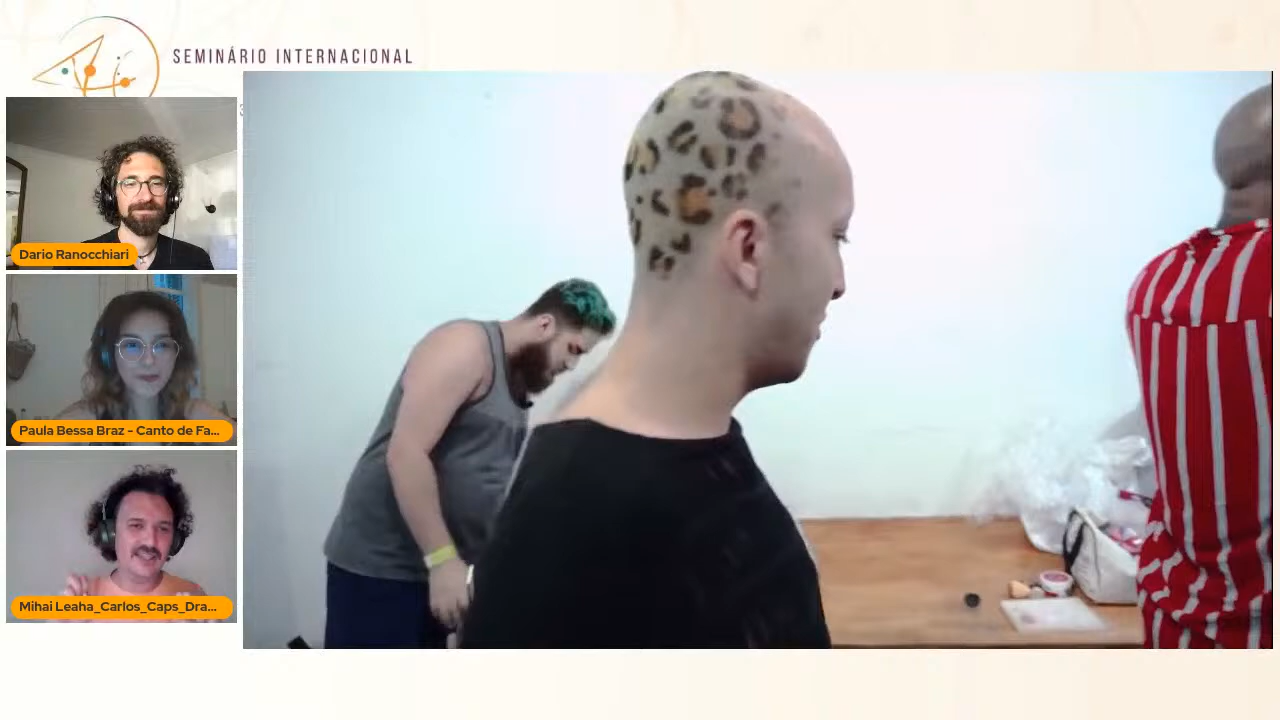 SEMINÁRIO INTERNACIONAL
Dario Ranocchiari
Paula Bessa Braz - Canto de Fa...
Mihai Leaha_Carlos_Caps_Dra...